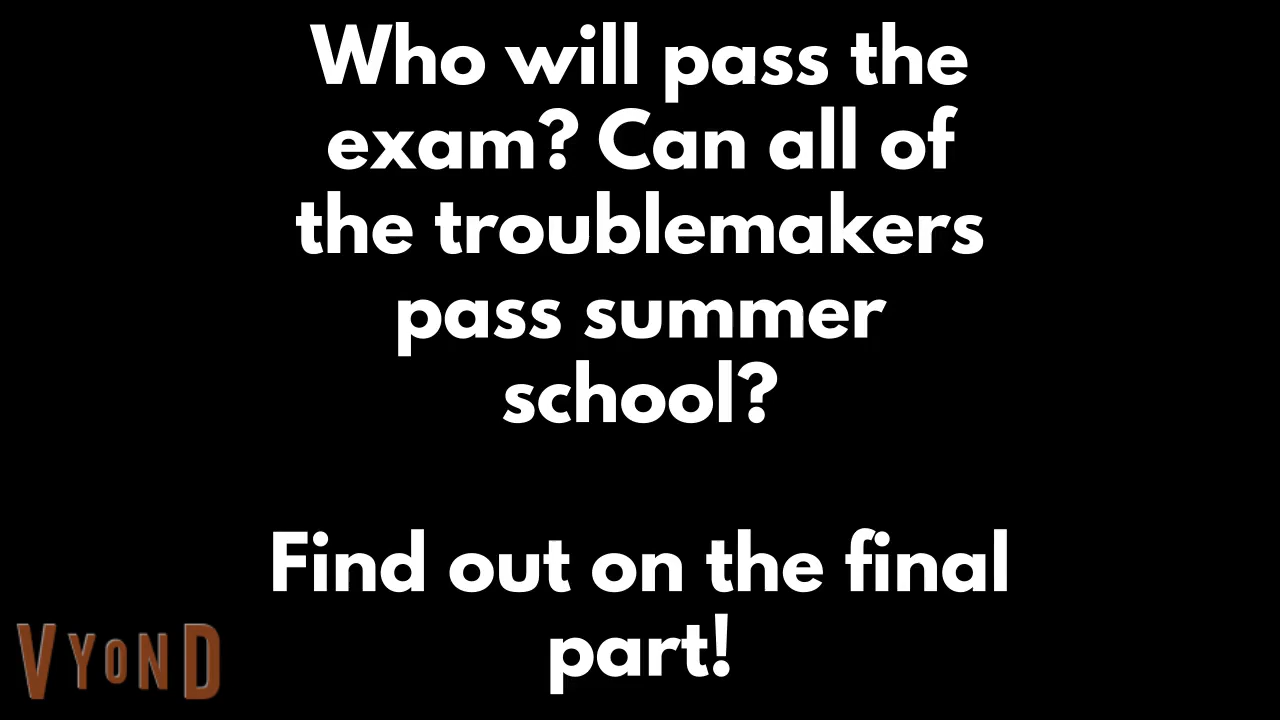 Who will pass the
exam? Can all of
the troublemakers
pass summer
school?
Find out on the final
part!
VYOND